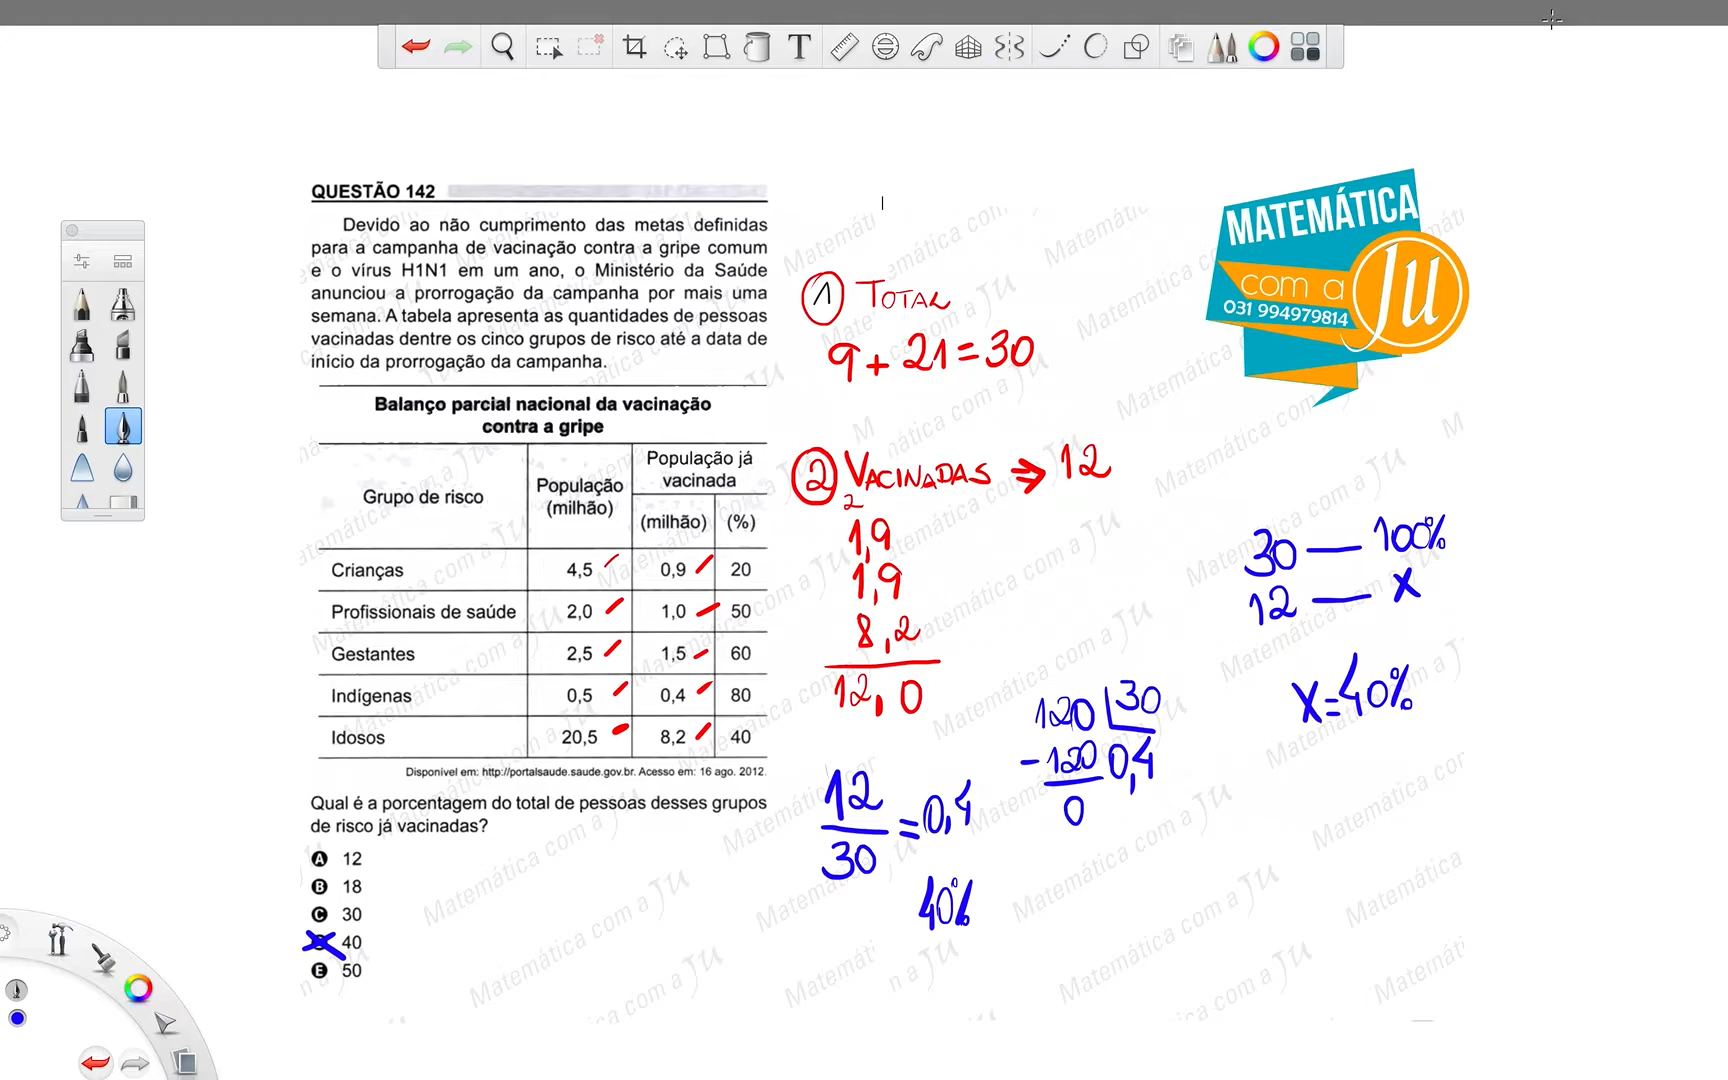 QUESTÃO 142
Devido ao não cumprimento das metas definidas
para a campanha de vacinação contra a gripe comum
e o vírus H1N1 em um ano, o Ministério da Saúde
anunciou a prorrogação da campanha por mais uma
semana. A tabela apresenta as quantidades de pessoas
vacinadas dentre os cinco grupos de risco até a data de
início da prorrogação da campanha.
Balanço parcial nacional da vacinação
contra a gripe
Grupo de risco
População
(milhão)
População já
vacinada
(milhão) (%)
Crianças 4,5 0,9 20
Profissionais de saúde 2,0 1,0 50
Gestantes 2,5 1,5 60
Indígenas 0,5 0,4 80
Idosos 20,5 8,2 40
Disponível em: http://portalsaude.saude.gov.br. Acesso em: 16 ago. 2012.
Qual é a porcentagem do total de pessoas desses grupos
de risco já vacinadas?
A 12
B 18
C 30
40
E 50
1 TOTAL
9 + 21 = 30
2 VACINADAS ⇒ 12
2
1,9
1,9
8,2
12,0
12
30
= 0,4
40%
120 30
-120 0,4
0
30 — 100%
12 — X
X = 40%
MATEMÁTICA
com a Ju
031 994979814
Matemática com a Ju